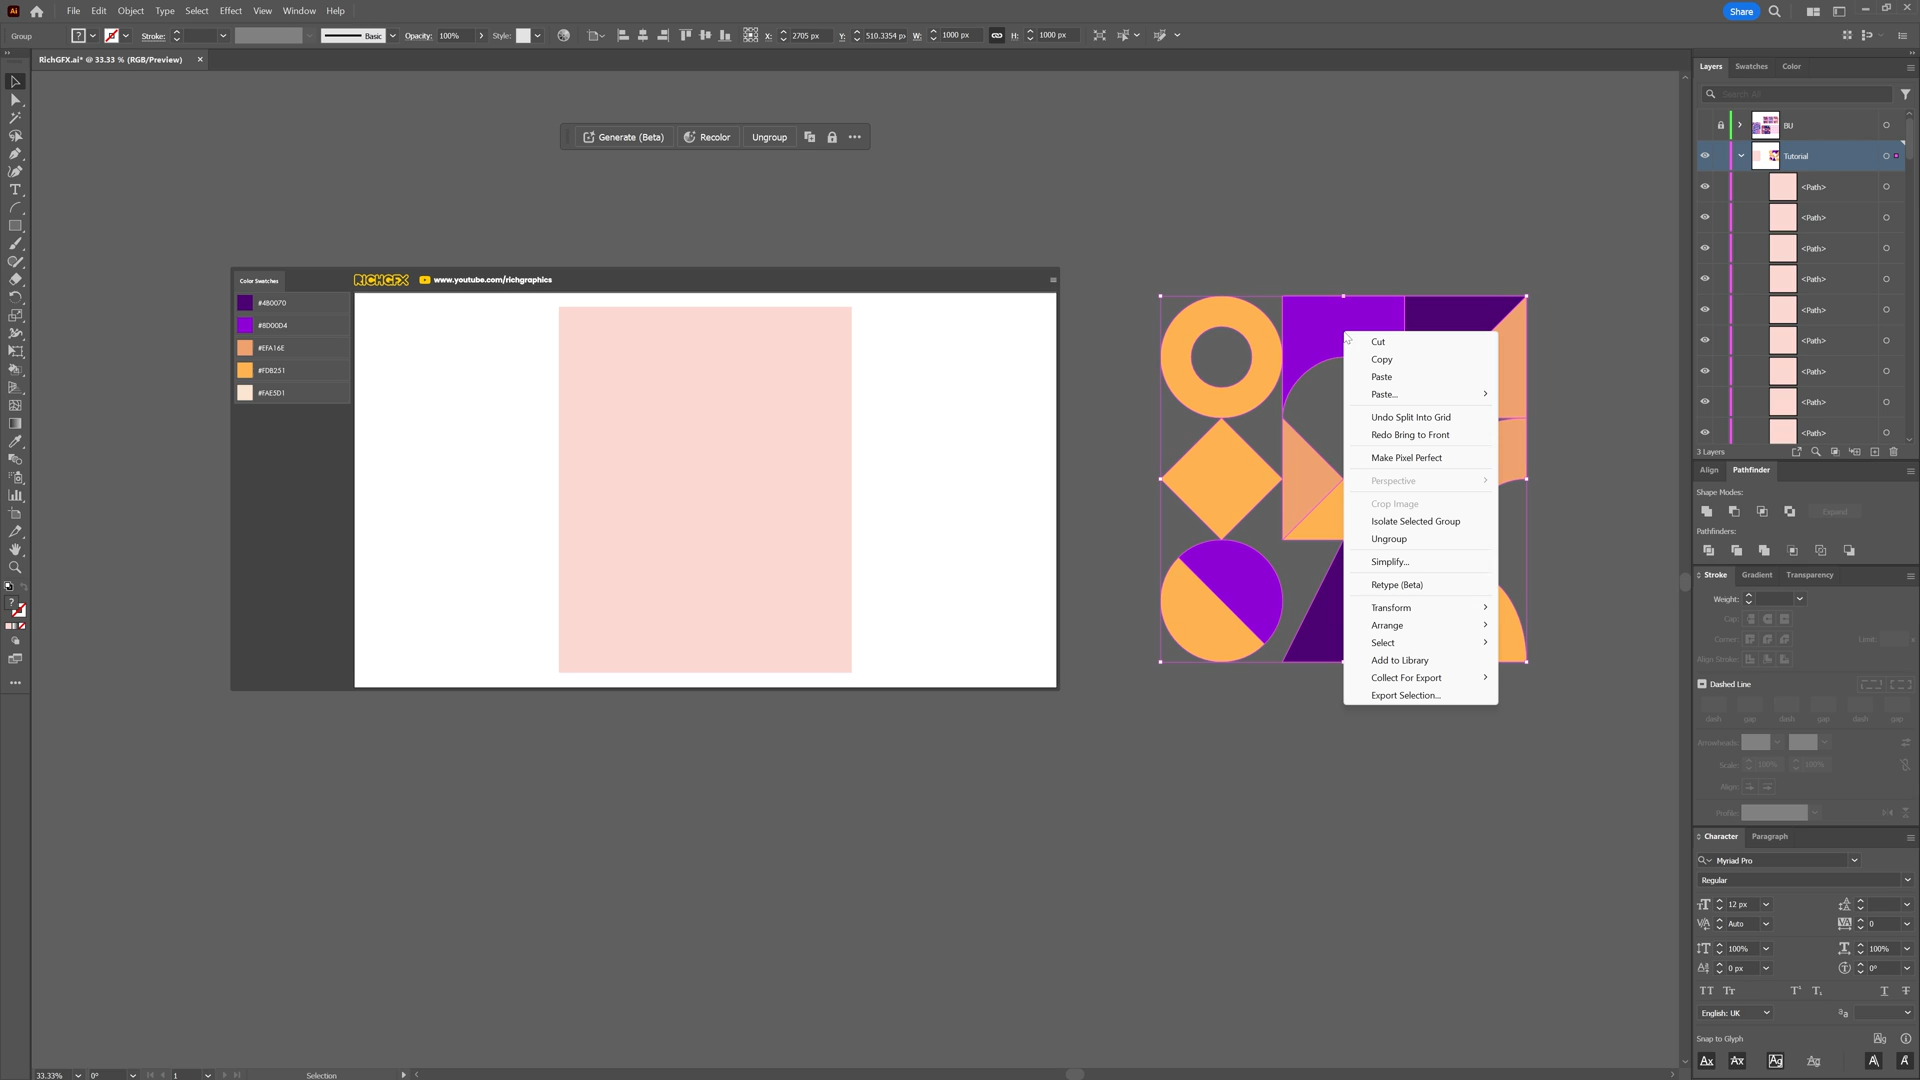 Ai
File Edit Object Type Select Effect View Window Help
Share
Group
?
Stroke:
Basic
Opacity: 100%
Style:
X: 2705 px
Y: 510.3354 px
W: 1000 px
H: 1000 px
RichGFX.ai* @ 33.33 % (RGB/Preview)
Generate (Beta)
Recolor
Ungroup
Color Swatches
RICHGFX
www.youtube.com/richgraphics
#4B0070
#8D00D4
#EFA16E
#FDB251
#FAE5D1
Cut
Copy
Paste
Paste...
Undo Split Into Grid
Redo Bring to Front
Make Pixel Perfect
Perspective
Crop Image
Isolate Selected Group
Ungroup
Simplify...
Retype (Beta)
Transform
Arrange
Select
Add to Library
Collect For Export
Export Selection...
Layers Swatches Color
Search All
BU
Tutorial
<Path>
<Path>
<Path>
<Path>
<Path>
<Path>
<Path>
<Path>
<Path>
3 Layers
Align Pathfinder
Shape Modes:
Expand
Pathfinders:
Stroke Gradient Transparency
Weight:
Cap:
Corner:
Limit:
Align Stroke:
Dashed Line
dash gap dash gap dash gap
Arrowheads:
Scale: 100% 100%
Align:
Profile:
Character Paragraph
Myriad Pro
Regular
12 px
Auto
0
100%
100%
0 px
0°
English: UK
Snap to Glyph
33.33%
0°
1
Selection